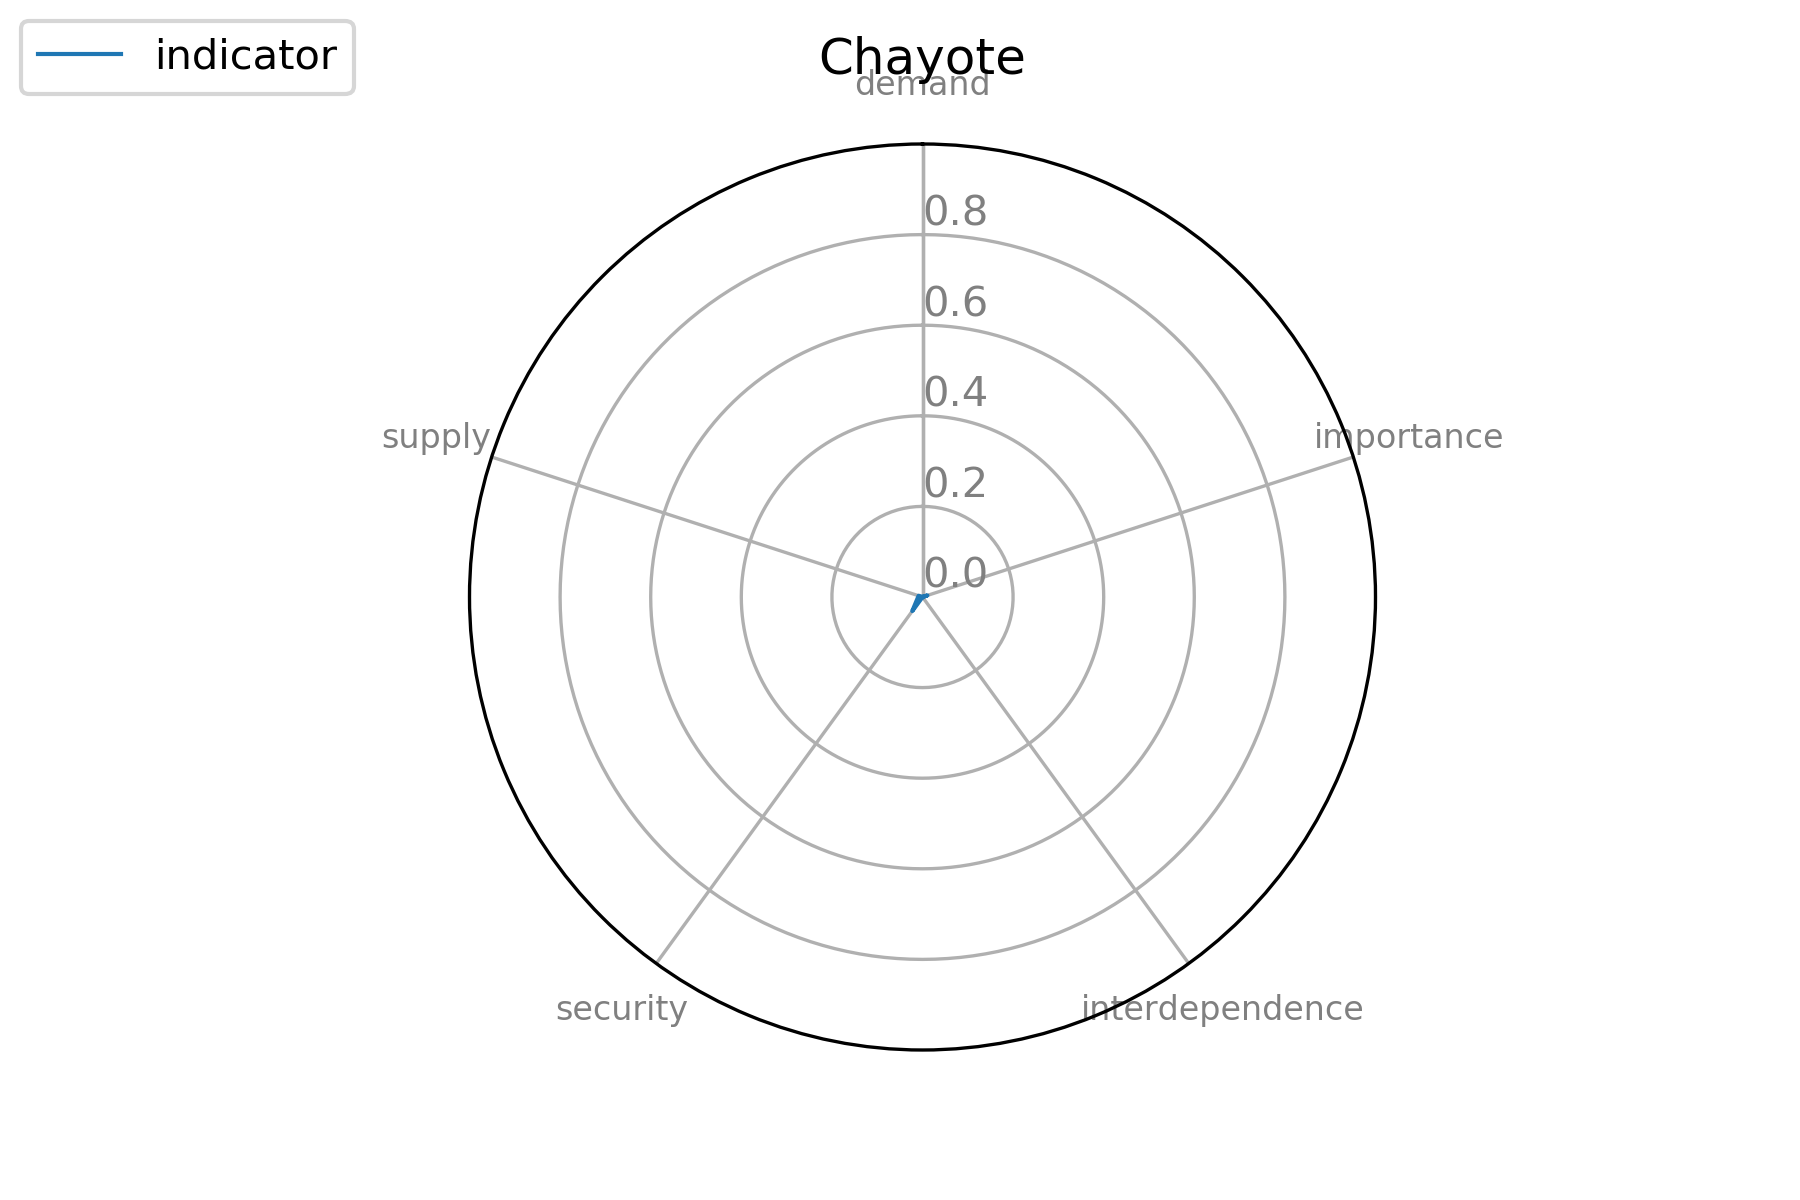 indicator
Chayote
demand
0.8
0.6
0.4
0.2
0.0
supply
importance
security
interdependence